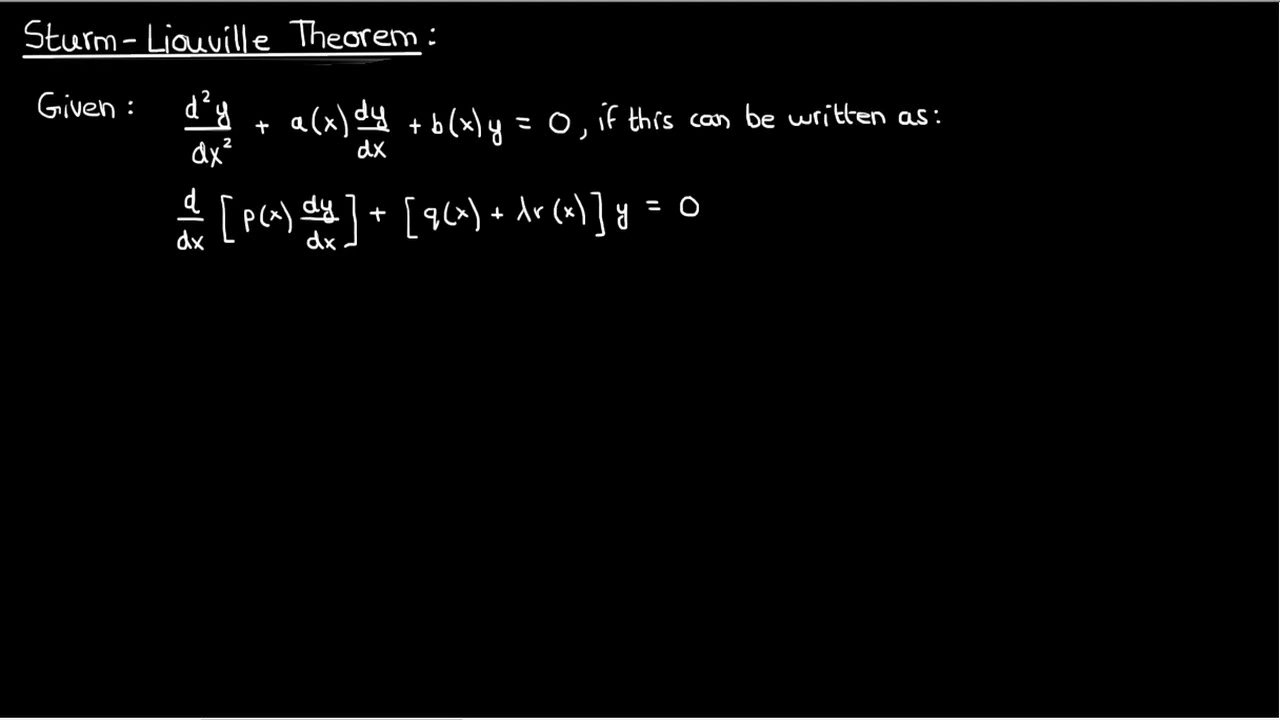 Sturm-Liouville Theorem:
Given: d²y/dx² + a(x) dy/dx + b(x)y = 0, if this can be written as:
d/dx [p(x) dy/dx] + [q(x) + λr(x)] y = 0